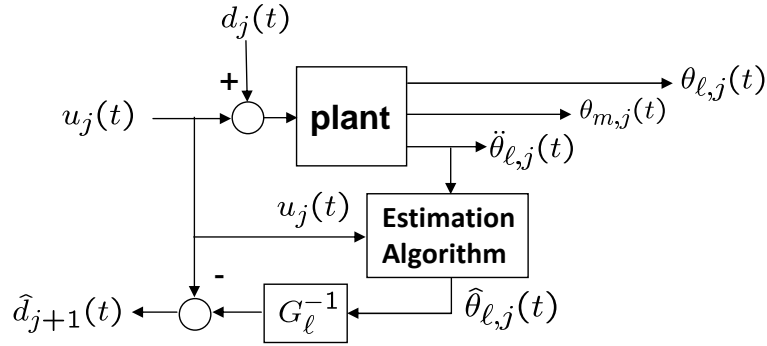 d_j(t)
+
θ_{ℓ,j}(t)
u_j(t)
plant
θ_{m,j}(t)
θ̈_{ℓ,j}(t)
u_j(t)
Estimation
Algorithm
-
d̂_{j+1}(t)
G_ℓ^{-1}
θ̂_{ℓ,j}(t)